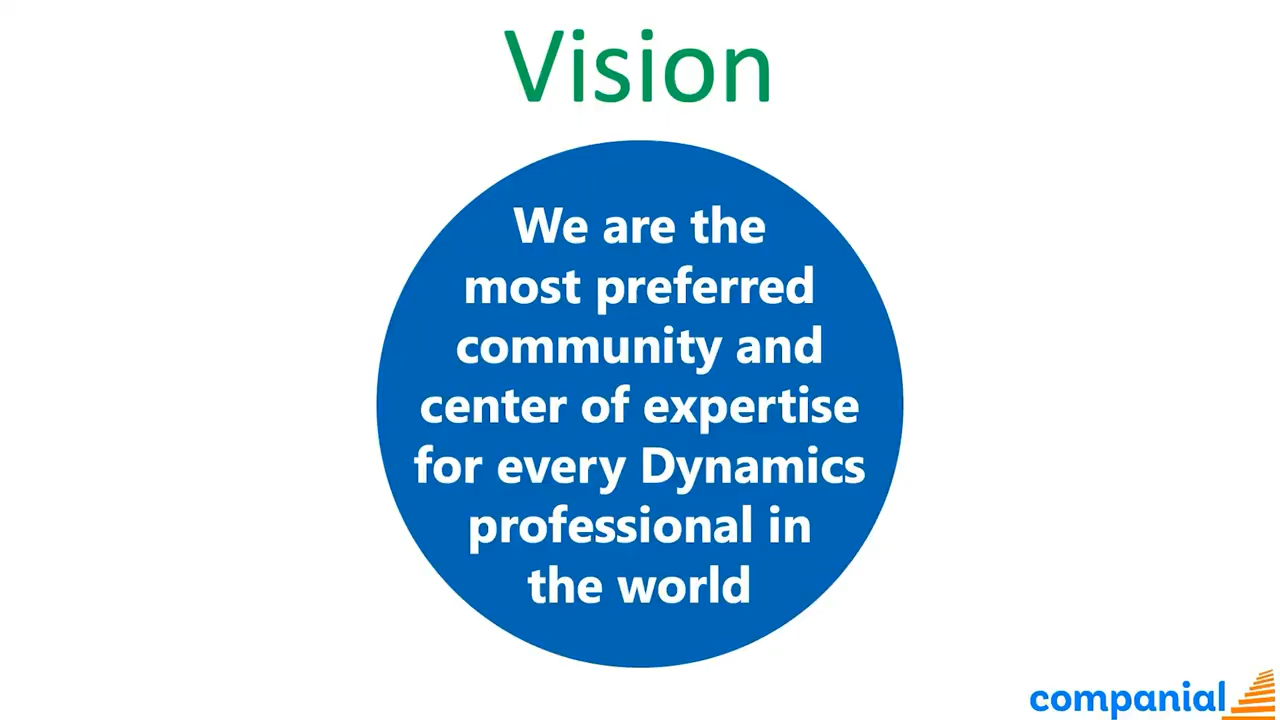 Vision
We are the
most preferred
community and
center of expertise
for every Dynamics
professional in
the world
companial